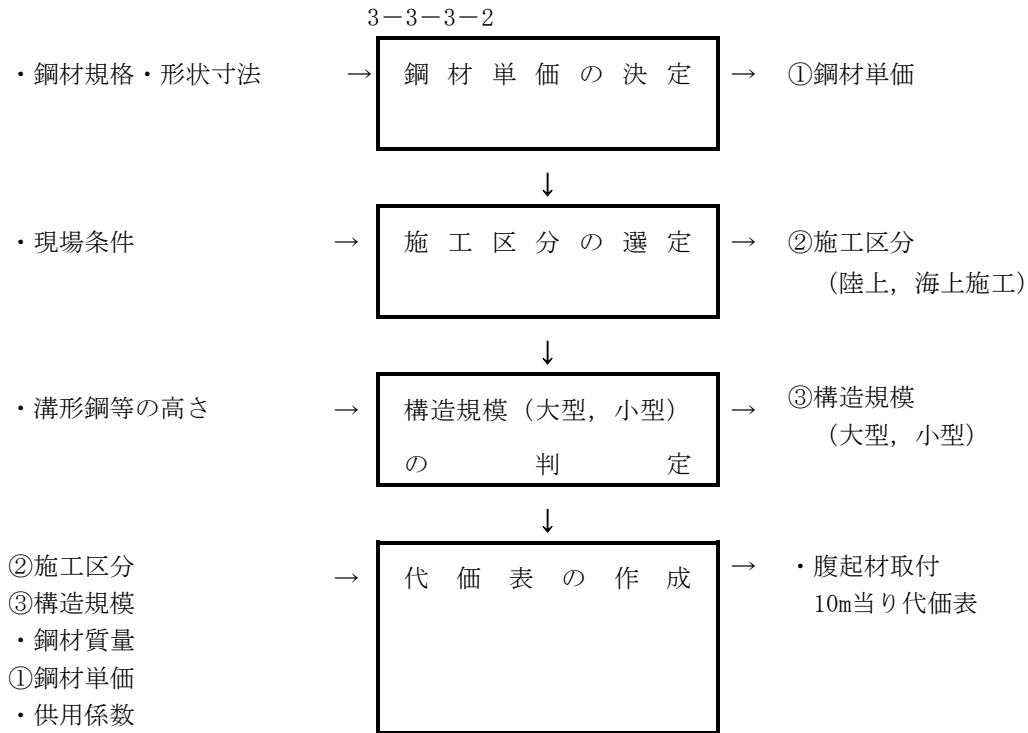 3－3－3－2
・鋼材規格・形状寸法 → 鋼材単価の決定 → ①鋼材単価
↓
・現場条件 → 施工区分の選定 → ②施工区分
（陸上，海上施工）
↓
・溝形鋼等の高さ → 構造規模（大型，小型） → ③構造規模
の判定 （大型，小型）
↓
②施工区分 → 代価表の作成 → ・腹起材取付
③構造規模 10m当り代価表
・鋼材質量
①鋼材単価
・供用係数